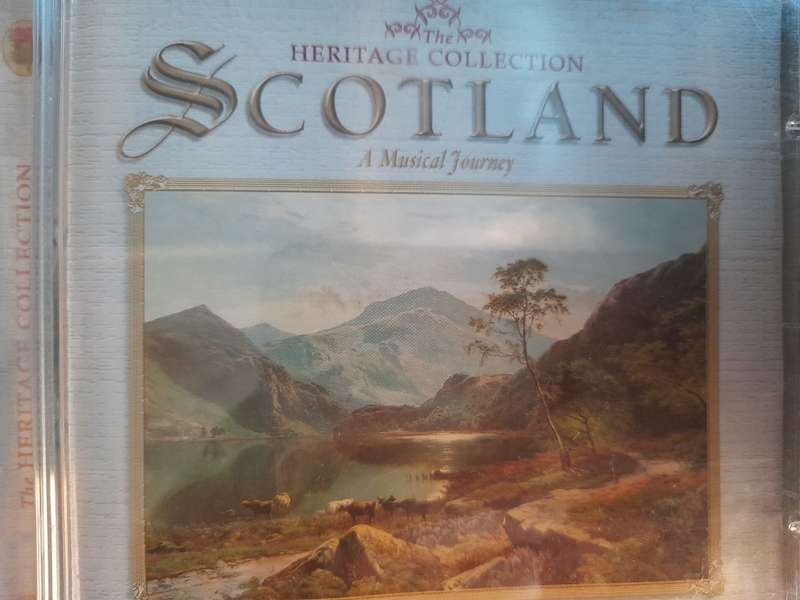 The
HERITAGE COLLECTION
SCOTLAND
A Musical Journey
The HERITAGE COLLECTION